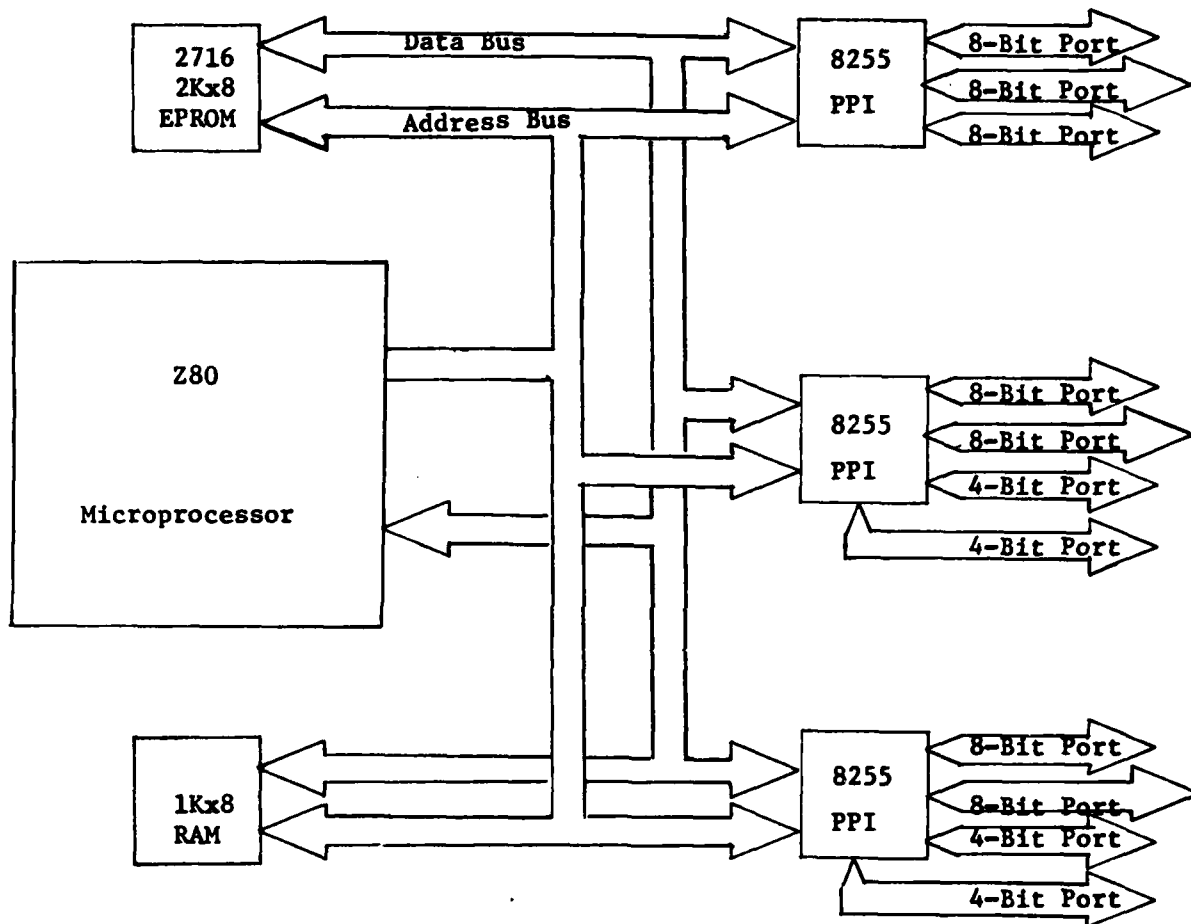 2716
2Kx8
EPROM
Data Bus
Address Bus
8255
PPI
8-Bit Port
8-Bit Port
8-Bit Port
Z80
Microprocessor
8255
PPI
8-Bit Port
8-Bit Port
4-Bit Port
4-Bit Port
1Kx8
RAM
8255
PPI
8-Bit Port
8-Bit Port
4-Bit Port
4-Bit Port